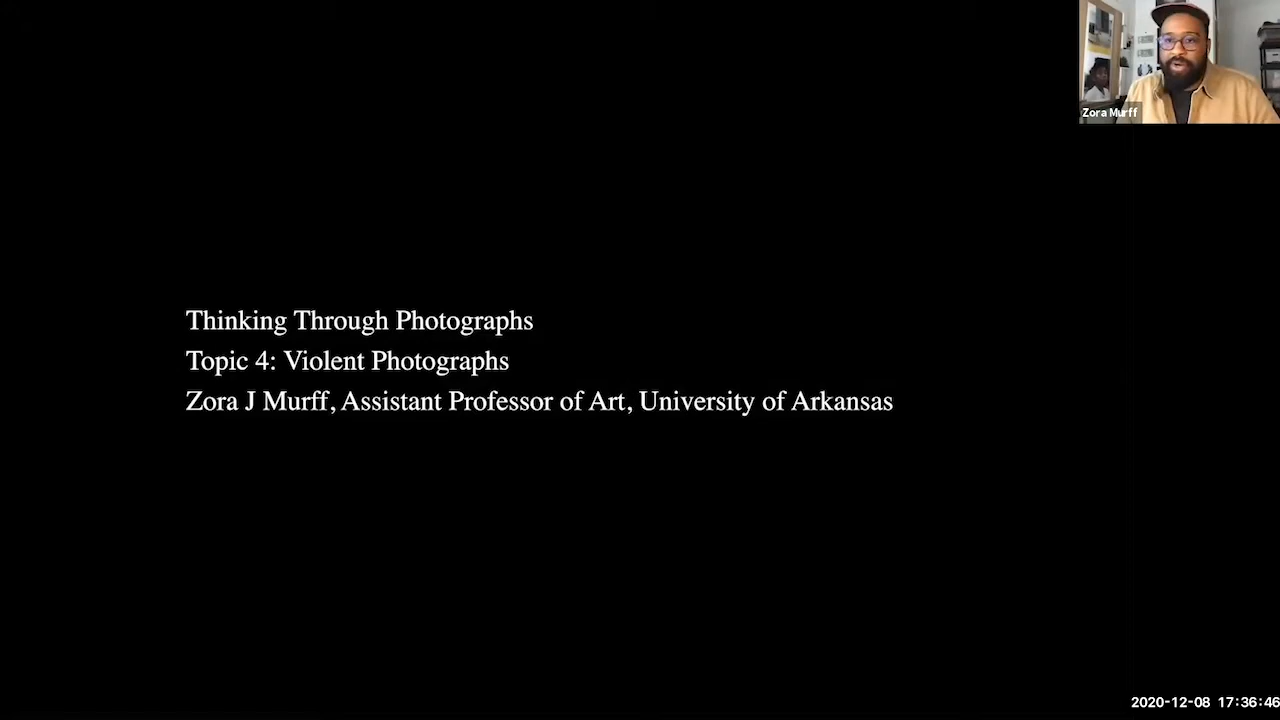 Zora Murff
Thinking Through Photographs
Topic 4: Violent Photographs
Zora J Murff, Assistant Professor of Art, University of Arkansas
2020-12-08 17:36:46